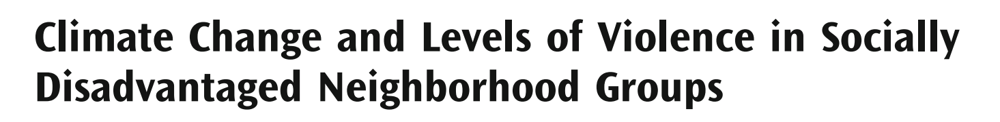 Climate Change and Levels of Violence in Socially
Disadvantaged Neighborhood Groups